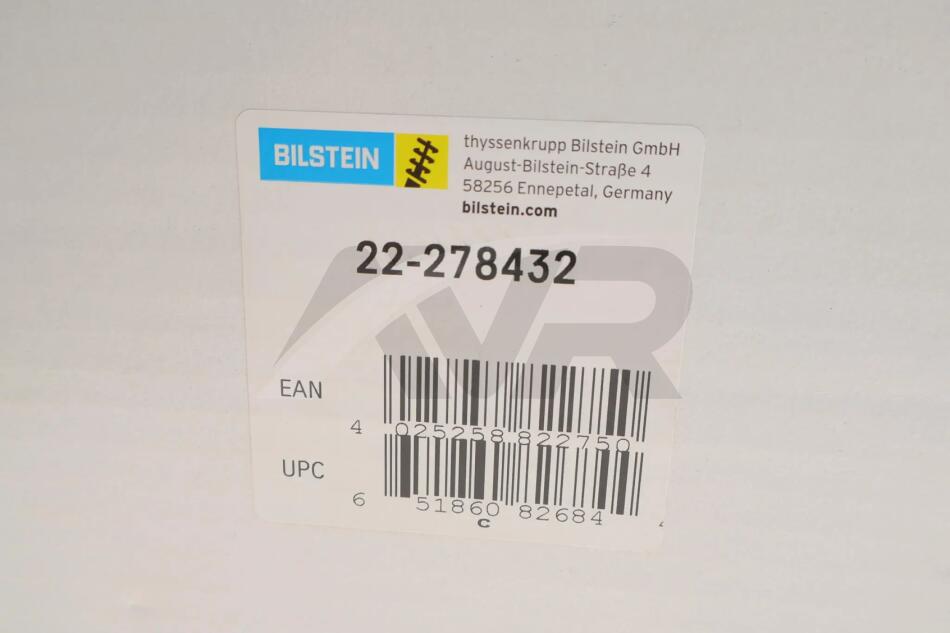 BILSTEIN
thyssenkrupp Bilstein GmbH
August-Bilstein-Straße 4
58256 Ennepetal, Germany
bilstein.com
22-278432
VR
EAN
4 025258 822750
UPC
6 51860 82684
C